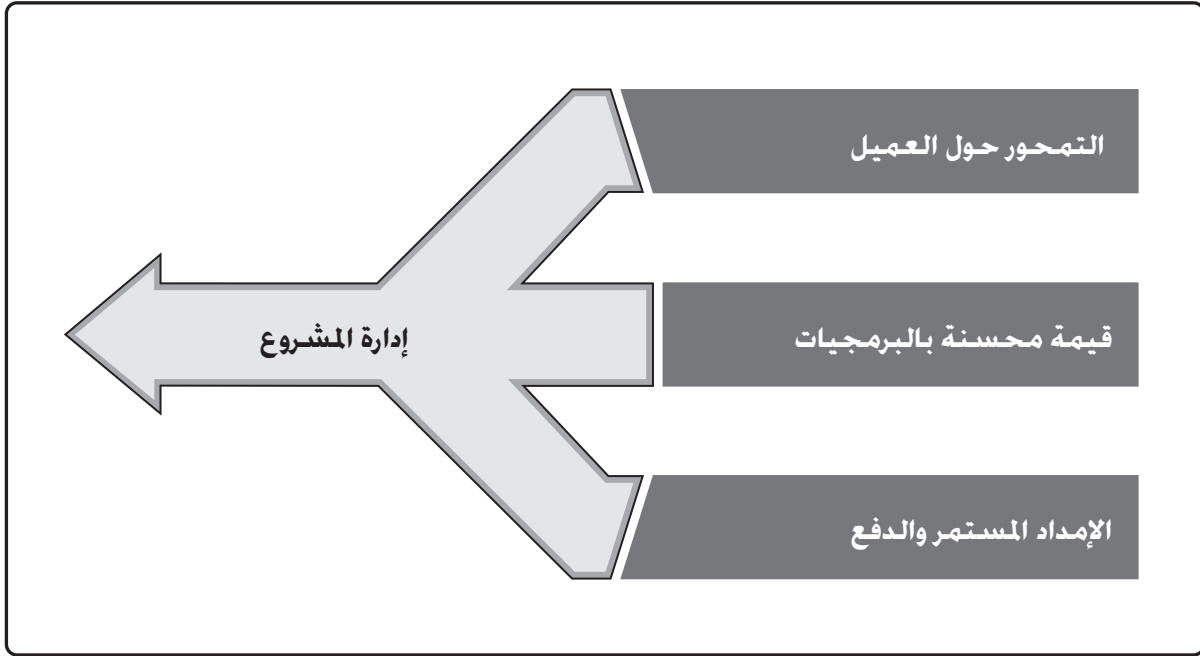 التمحور حول العميل
قيمة محسنة بالبرمجيات
إدارة المشروع
الإمداد المستمر والدفع